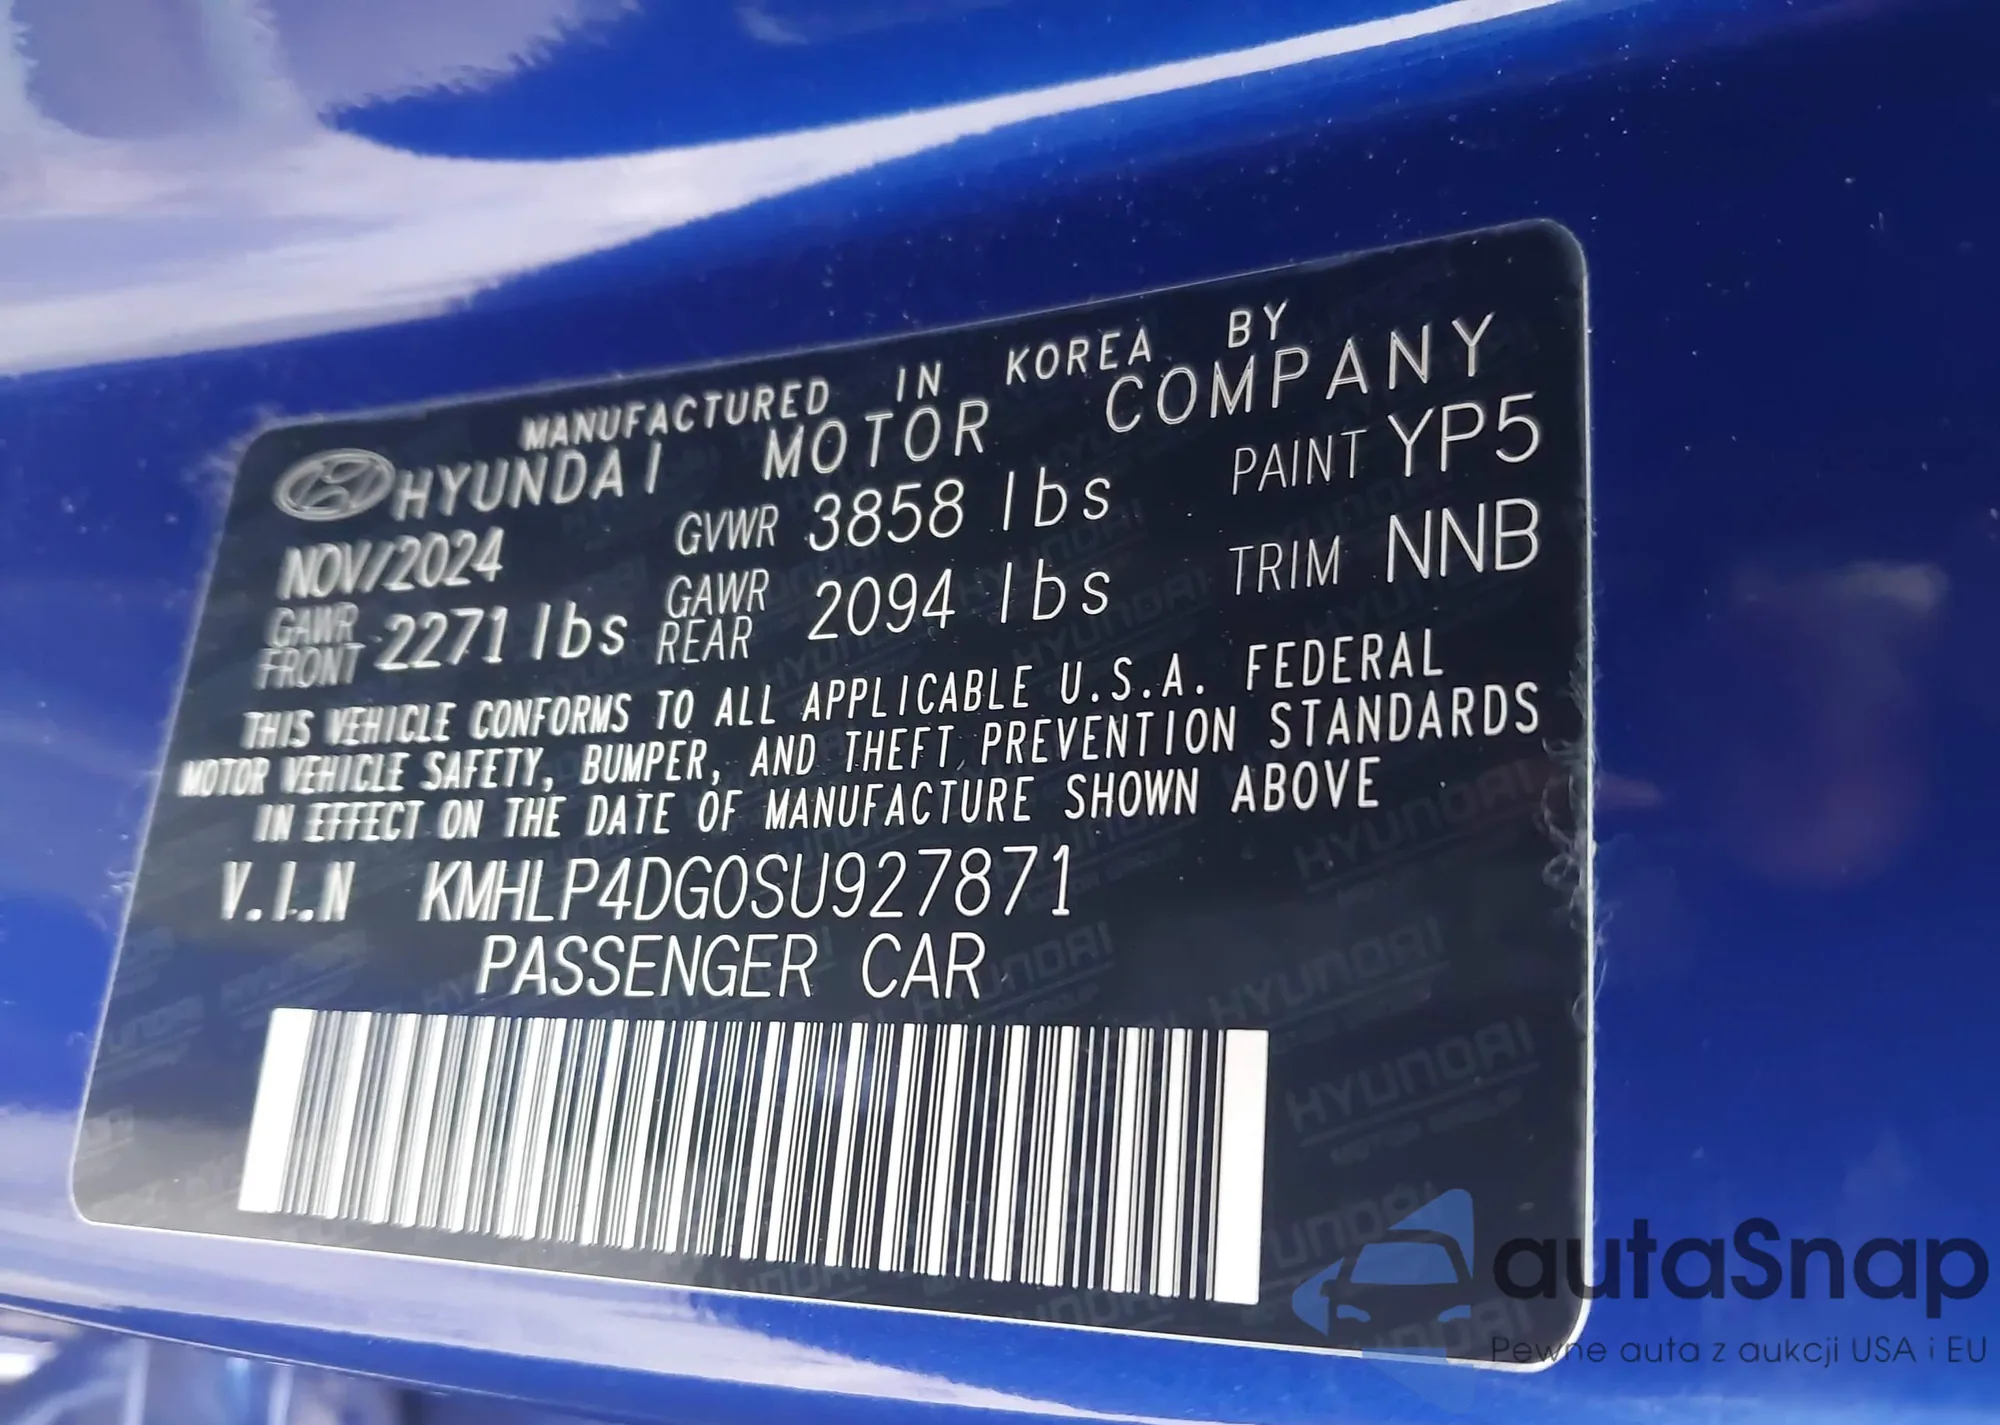 MANUFACTURED IN KOREA BY
HYUNDAI MOTOR COMPANY
NOV/2024 GVWR 3858 lbs PAINT YP5
GAWR FRONT 2271 lbs GAWR REAR 2094 lbs TRIM NNB
THIS VEHICLE CONFORMS TO ALL APPLICABLE U.S.A. FEDERAL
MOTOR VEHICLE SAFETY, BUMPER, AND THEFT PREVENTION STANDARDS
IN EFFECT ON THE DATE OF MANUFACTURE SHOWN ABOVE
V.I.N KMHLP4DG0SU927871
PASSENGER CAR
autaSnap
Pewne auta z aukcji USA i EU